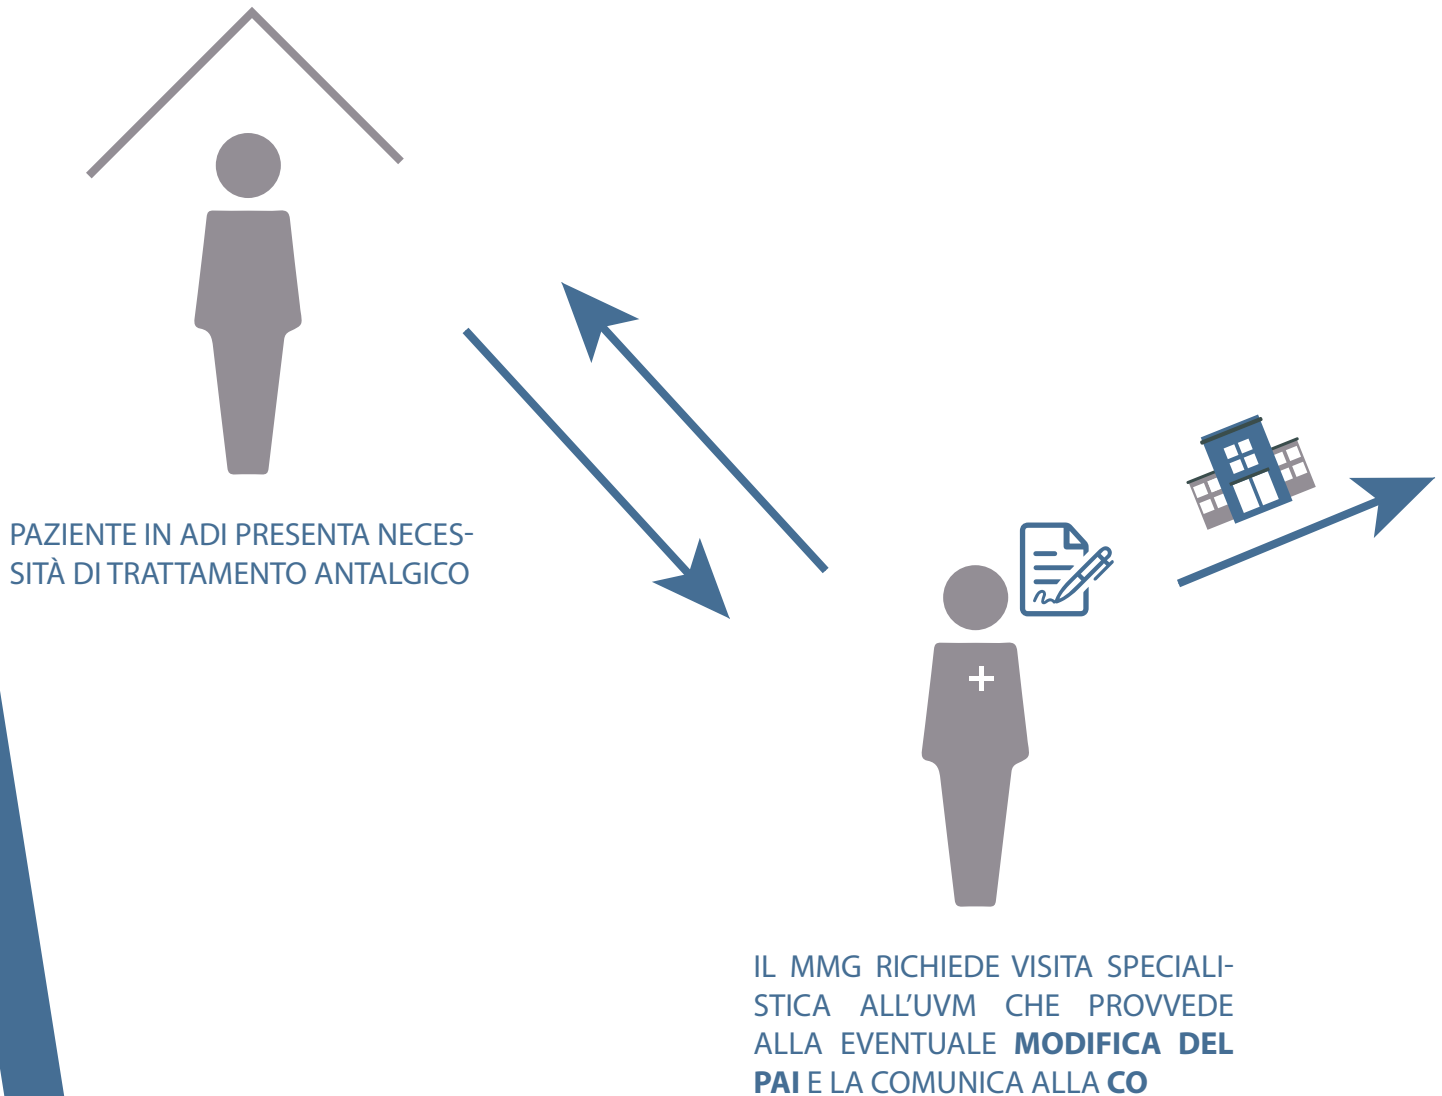 PAZIENTE IN ADI PRESENTA NECES-
SITÀ DI TRATTAMENTO ANTALGICO
IL MMG RICHIEDE VISITA SPECIALI-
STICA ALL'UVM CHE PROVVEDE
ALLA EVENTUALE MODIFICA DEL
PAI E LA COMUNICA ALLA CO